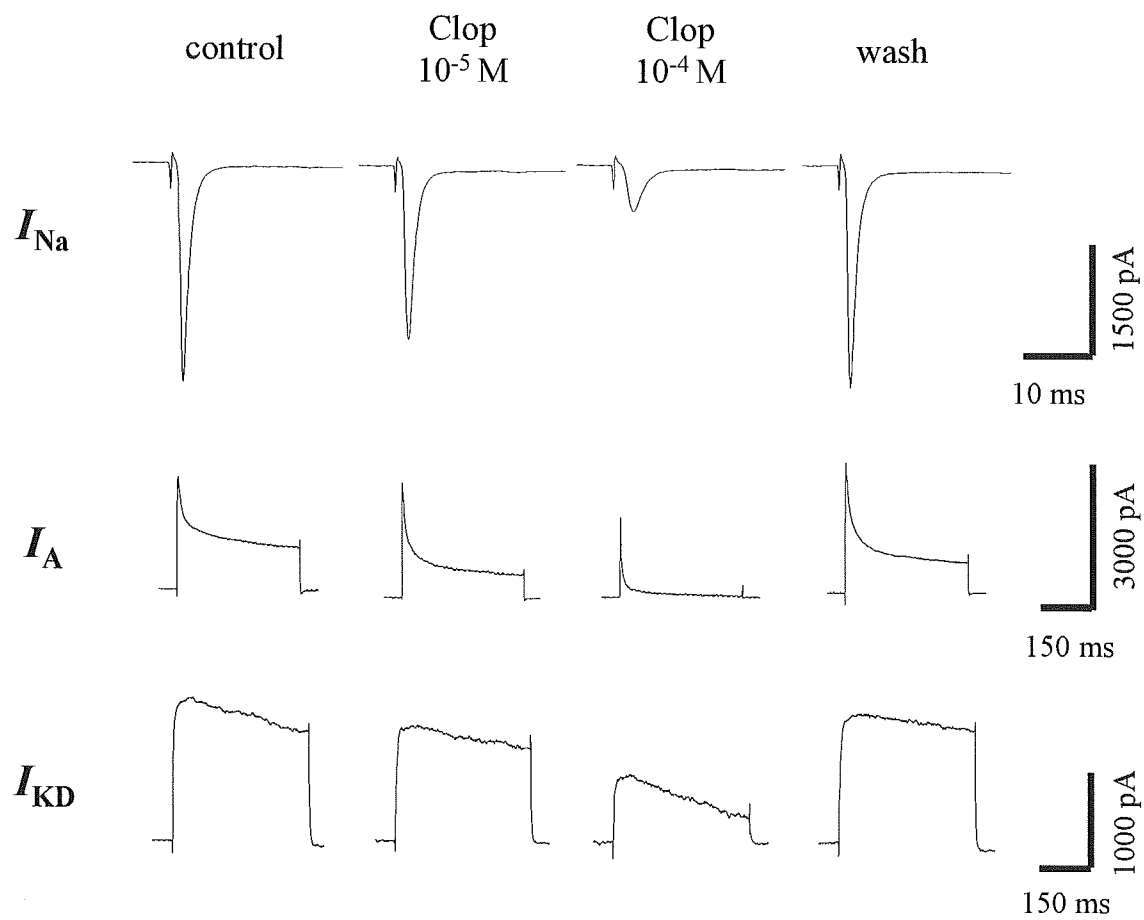 control
Clop
10⁻⁵ M
Clop
10⁻⁴ M
wash
I_Na
1500 pA
10 ms
I_A
3000 pA
150 ms
I_KD
1000 pA
150 ms